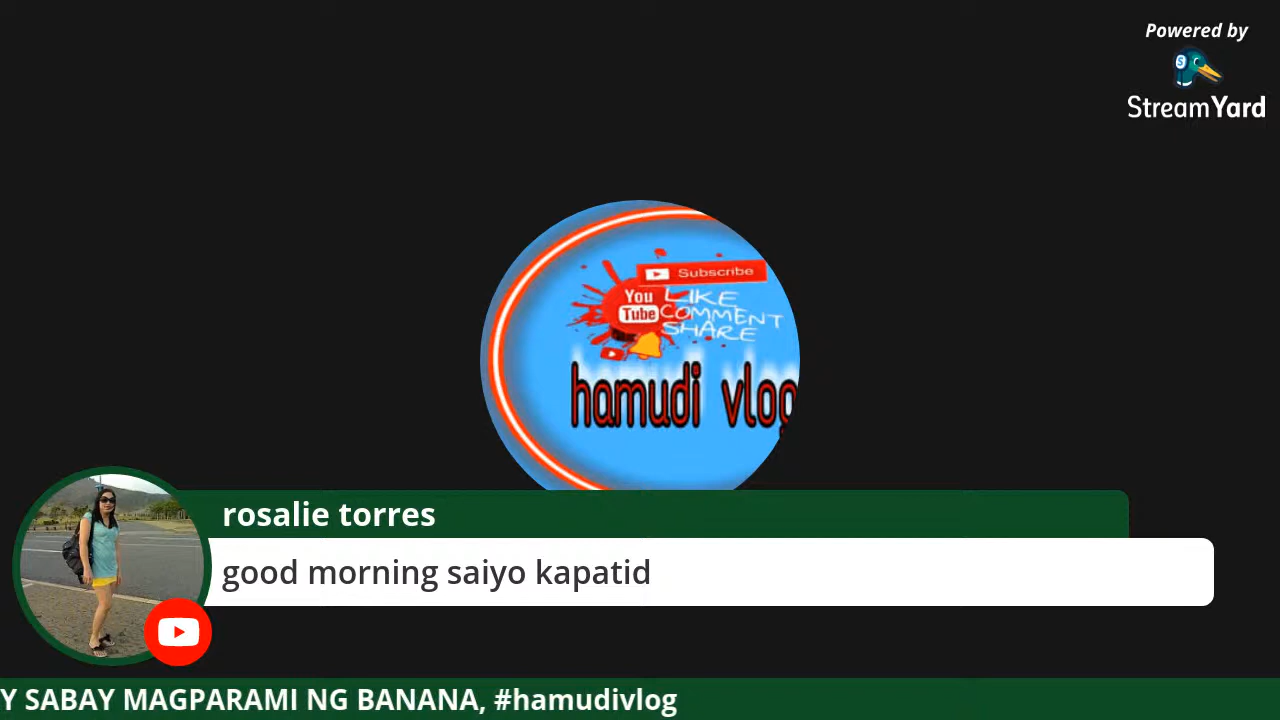 Powered by
StreamYard
Subscribe
You
Tube
LIKE
COMMENT
SHARE
hamudi vlog
rosalie torres
good morning saiyo kapatid
Y SABAY MAGPARAMI NG BANANA, #hamudivlog